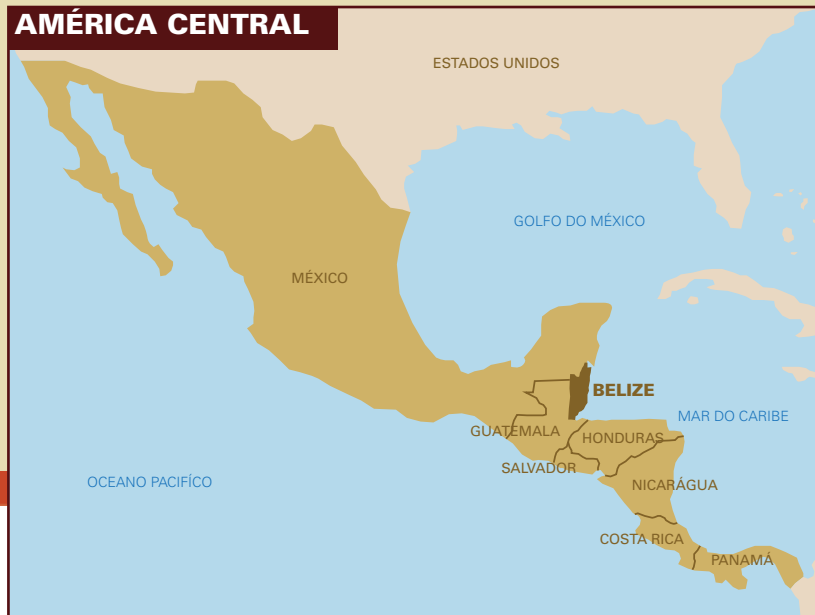 AMÉRICA CENTRAL
ESTADOS UNIDOS
GOLFO DO MÉXICO
MÉXICO
BELIZE
MAR DO CARIBE
GUATEMALA
HONDURAS
SALVADOR
OCEANO PACIFÍCO
NICARÁGUA
COSTA RICA
PANAMÁ